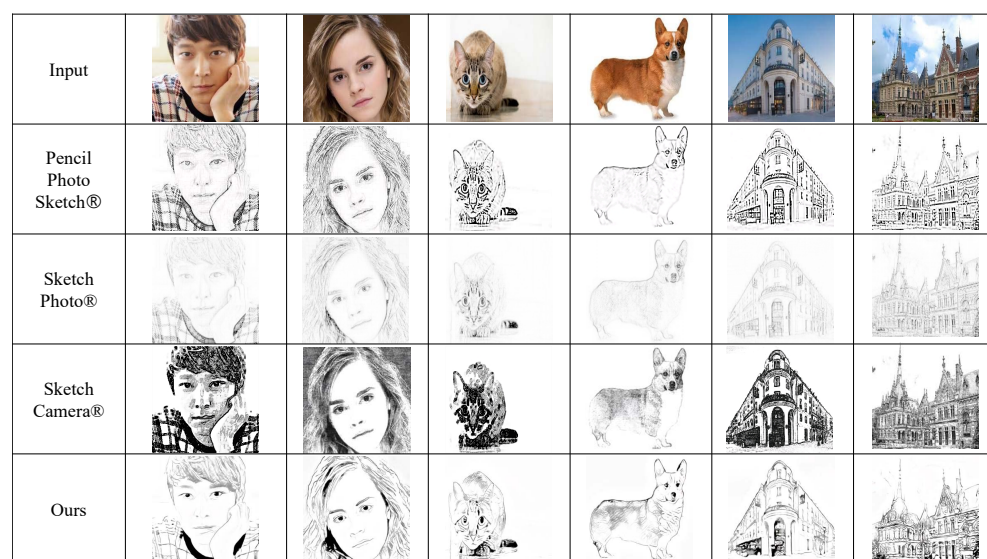 Input
Pencil
Photo
Sketch®
Sketch
Photo®
Sketch
Camera®
Ours